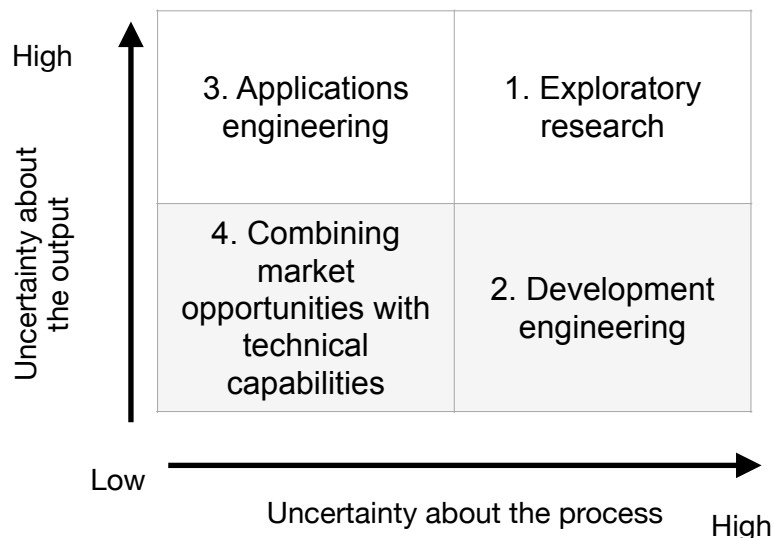 High
3. Applications
engineering
1. Exploratory
research
Uncertainty about
the output
4. Combining
market
opportunities with
technical
capabilities
2. Development
engineering
Low
Uncertainty about the process
High